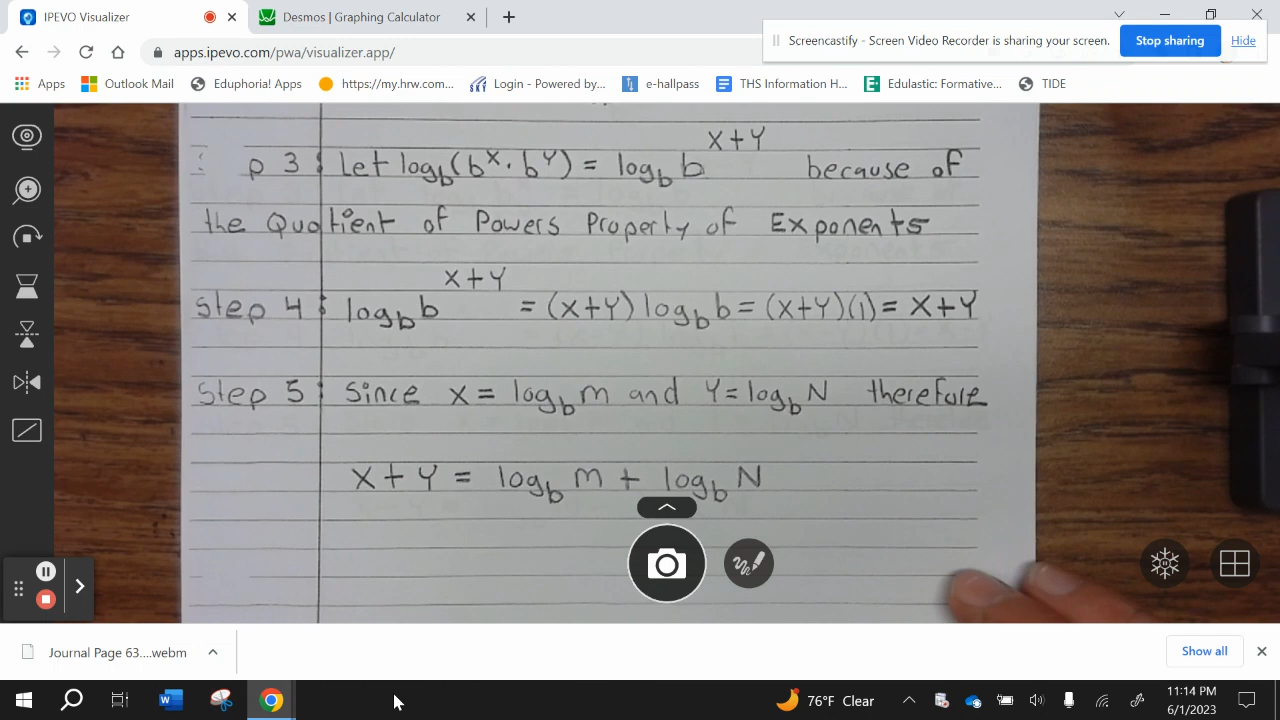 IPEVO Visualizer
Desmos | Graphing Calculator
Screencastify - Screen Video Recorder is sharing your screen.
Stop sharing
Hide
apps.ipevo.com/pwa/visualizer.app/
Apps
Outlook Mail
Eduphoria! Apps
https://my.hrw.com...
Login - Powered by...
e-hallpass
THS Information H...
Edulastic: Formative...
TIDE
p 3: Let log_b(b^x · b^y) = log_b b^(x+y) because of
the Quotient of Powers Property of Exponents
Step 4: log_b b^(x+y) = (x+y) log_b b = (x+y)(1) = x+y
Step 5: Since x = log_b m and y = log_b N therefore
x + y = log_b m + log_b N
Journal Page 63....webm
Show all
76°F Clear
11:14 PM
6/1/2023